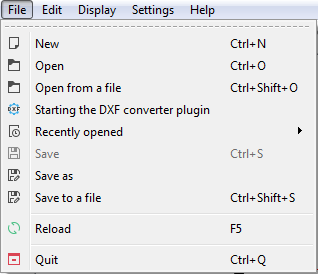 File Edit Display Settings Help
New Ctrl+N
Open Ctrl+O
Open from a file Ctrl+Shift+O
DXF Starting the DXF converter plugin
Recently opened
Save Ctrl+S
Save as
Save to a file Ctrl+Shift+S
Reload F5
Quit Ctrl+Q